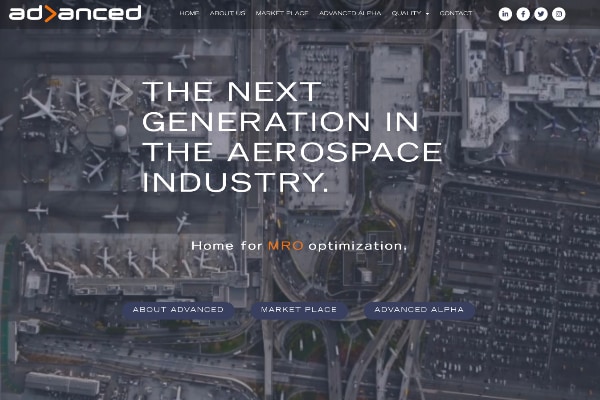 ad>anced
HOME ABOUT US MARKET PLACE ADVANCED ALPHA QUALITY CONTACT
THE NEXT
GENERATION IN
THE AEROSPACE
INDUSTRY.
Home for MRO optimization.
ABOUT ADVANCED MARKET PLACE ADVANCED ALPHA